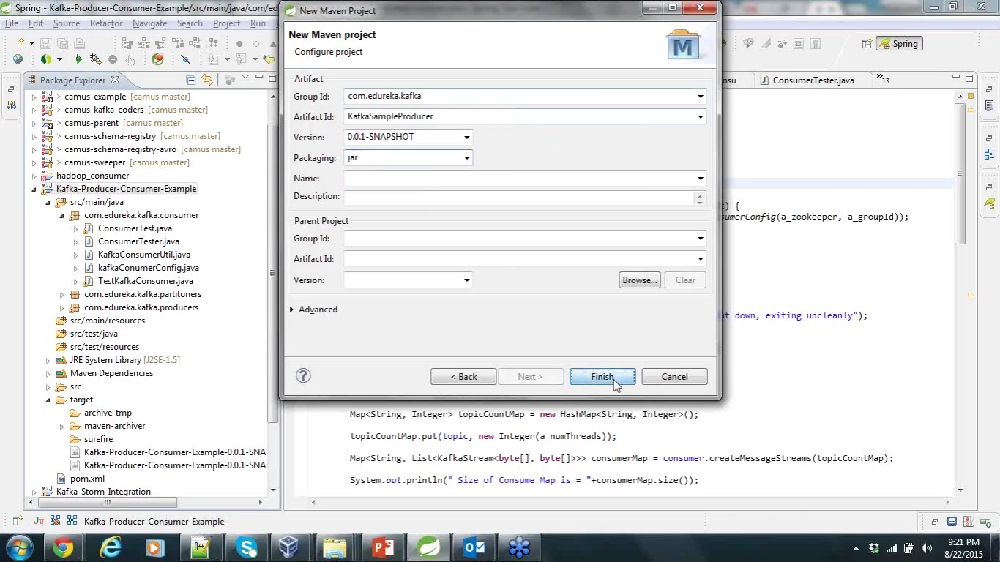 Spring - Kafka-Producer-Consumer-Example/src/main/java/com/ed
File Edit Source Refactor Navigate Search Project Run
Spring
Package Explorer
camus-example [camus master]
camus-kafka-coders [camus master]
camus-parent [camus master]
camus-schema-registry [camus master]
camus-schema-registry-avro [camus master]
camus-sweeper [camus master]
hadoop_consumer
Kafka-Producer-Consumer-Example
src/main/java
com.edureka.kafka.consumer
ConsumerTest.java
ConsumerTester.java
KafkaConsumerUtil.java
kafkaConumerConfig.java
TestKafkaConsumer.java
com.edureka.kafka.partitoners
com.edureka.kafka.producers
src/main/resources
src/test/java
src/test/resources
JRE System Library [J2SE-1.5]
Maven Dependencies
src
target
archive-tmp
maven-archiver
surefire
Kafka-Producer-Consumer-Example-0.0.1-SNA
Kafka-Producer-Consumer-Example-0.0.1-SNA
pom.xml
Kafka-Storm-Integration
New Maven Project
New Maven project
Configure project
M
Artifact
Group Id: com.edureka.kafka
Artifact Id: KafkaSampleProducer
Version: 0.0.1-SNAPSHOT
Packaging: jar
Name:
Description:
Parent Project
Group Id:
Artifact Id:
Version:
Browse... Clear
Advanced
< Back Next > Finish Cancel
nsu ConsumerTester.java 13
) {
sumerConfig(a_zookeeper, a_groupId));
ut down, exiting uncleanly");
Map<String, Integer> topicCountMap = new HashMap<String, Integer>();
topicCountMap.put(topic, new Integer(a_numThreads));
Map<String, List<KafkaStream<byte[], byte[]>>> consumerMap = consumer.createMessageStreams(topicCountMap);
System.out.println(" Size of Consume Map is = "+consumerMap.size());
Kafka-Producer-Consumer-Example
9:21 PM
8/22/2015